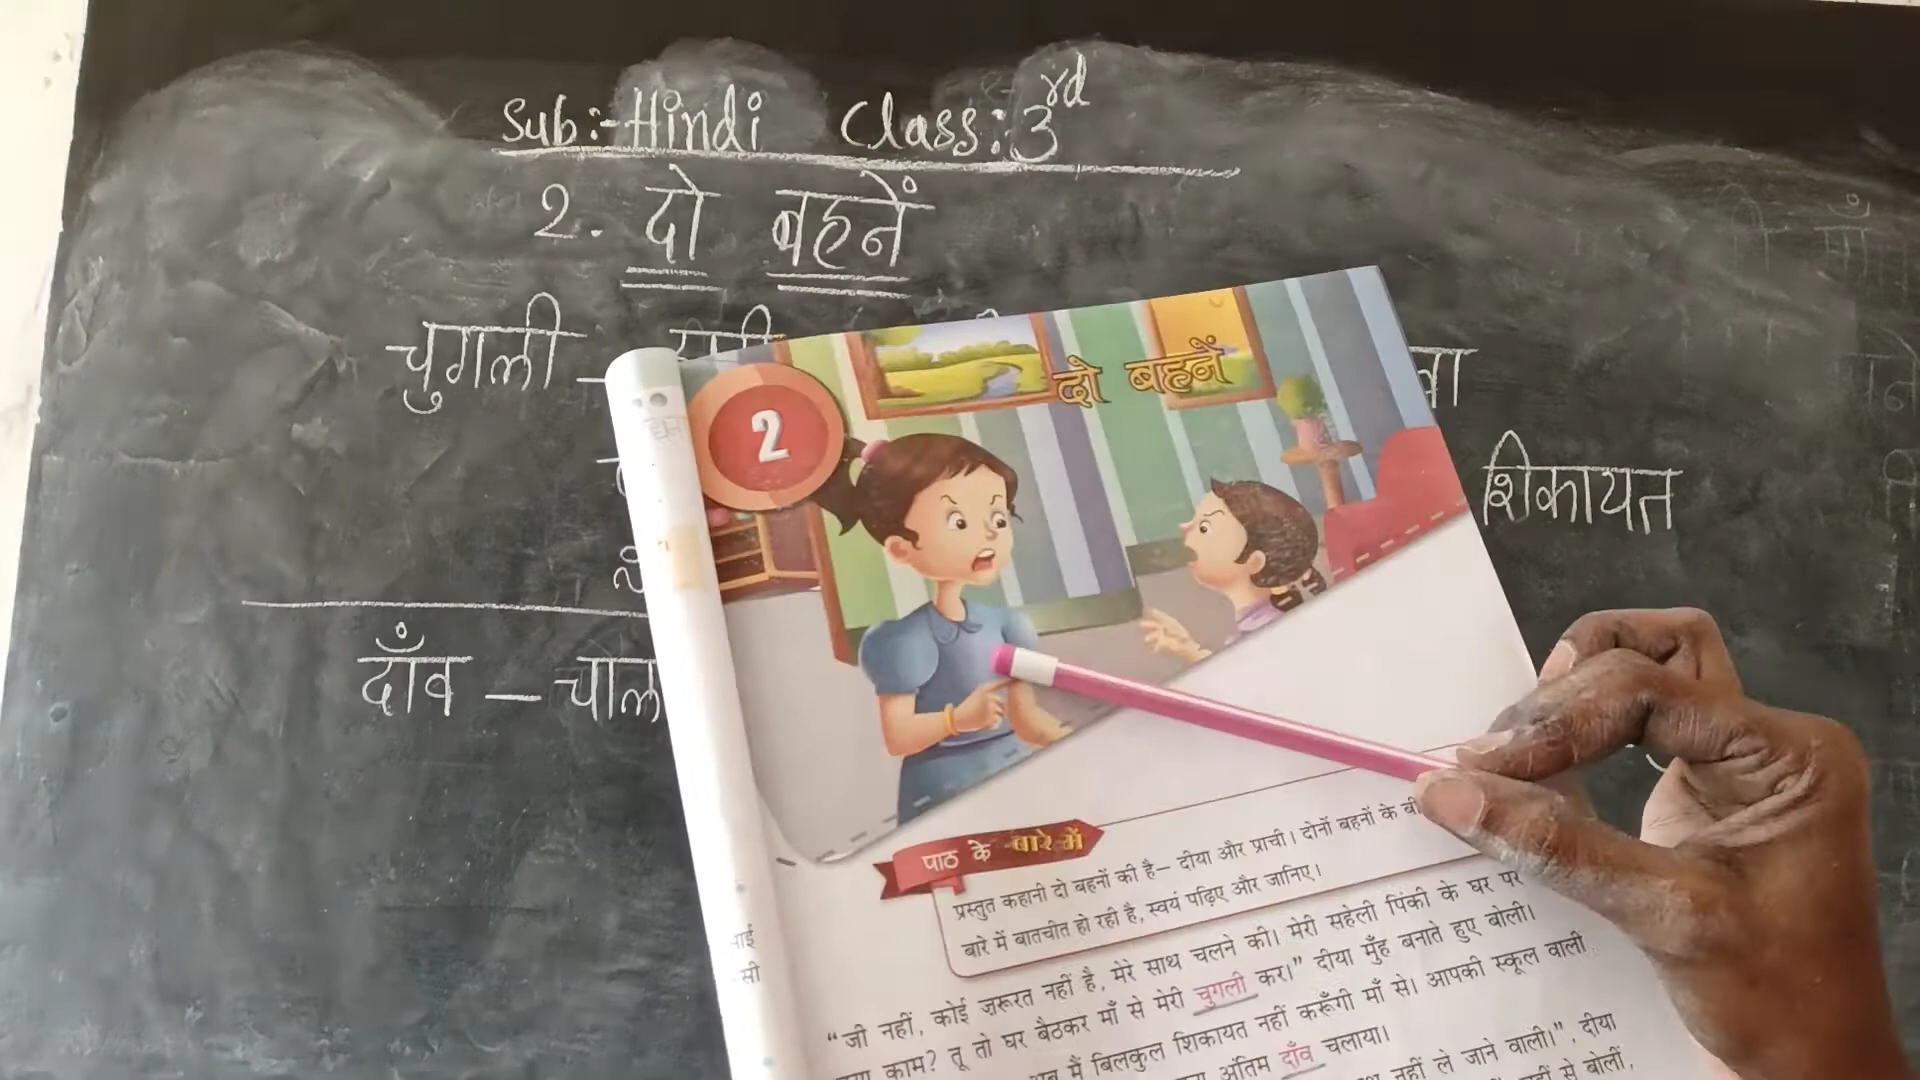 Sub:- Hindi Class: 3rd
2. दो बहनें
चुगली –
शिकायत
दाँव – चाल
2
दो बहनें
पाठ के बारे में
प्रस्तुत कहानी दो बहनों की है– दीया और प्राची। दोनों बहनों के
बारे में बातचीत हो रही है, स्वयं पढ़िए और जानिए।
“जी नहीं, कोई ज़रूरत नहीं है, मेरे साथ चलने की। मेरी सहेली पिंकी के घर पर
काम? तू तो घर बैठकर माँ से मेरी चुगली कर।” दीया मुँह बनाते हुए बोली।
मैं बिलकुल शिकायत नहीं करूँगी माँ से। आपकी स्कूल वाली
अंतिम दाँव चलाया।
नहीं ले जाने वाली।”, दीया
से बोलीं,